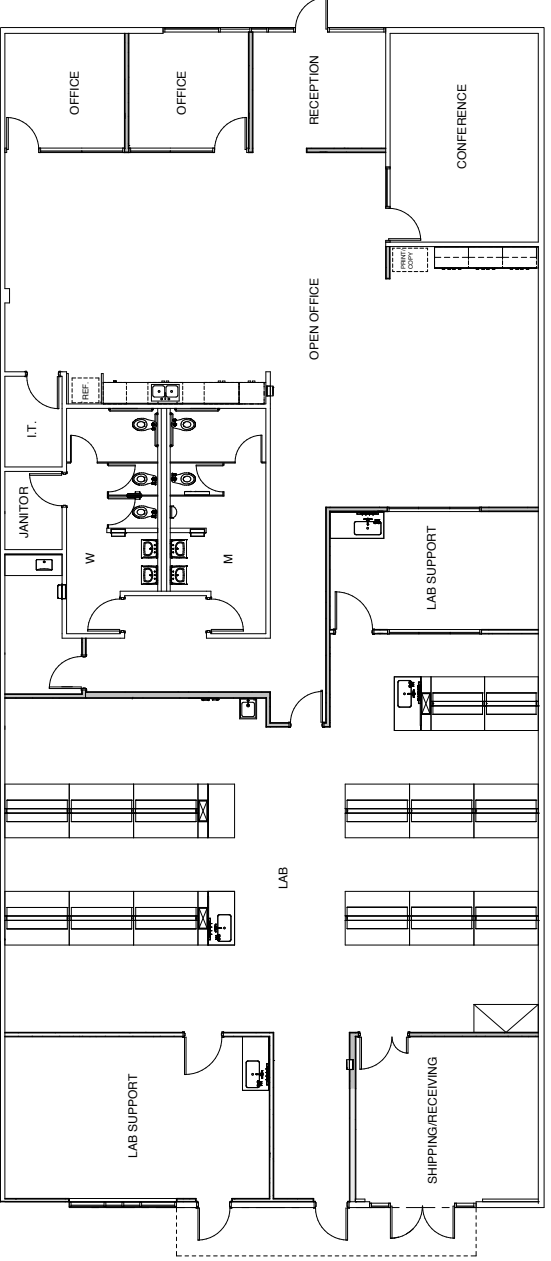 OFFICE
OFFICE
RECEPTION
CONFERENCE
PRINT/
COPY
OPEN OFFICE
REF.
I.T.
JANITOR
W
M
LAB SUPPORT
LAB
LAB SUPPORT
SHIPPING/RECEIVING